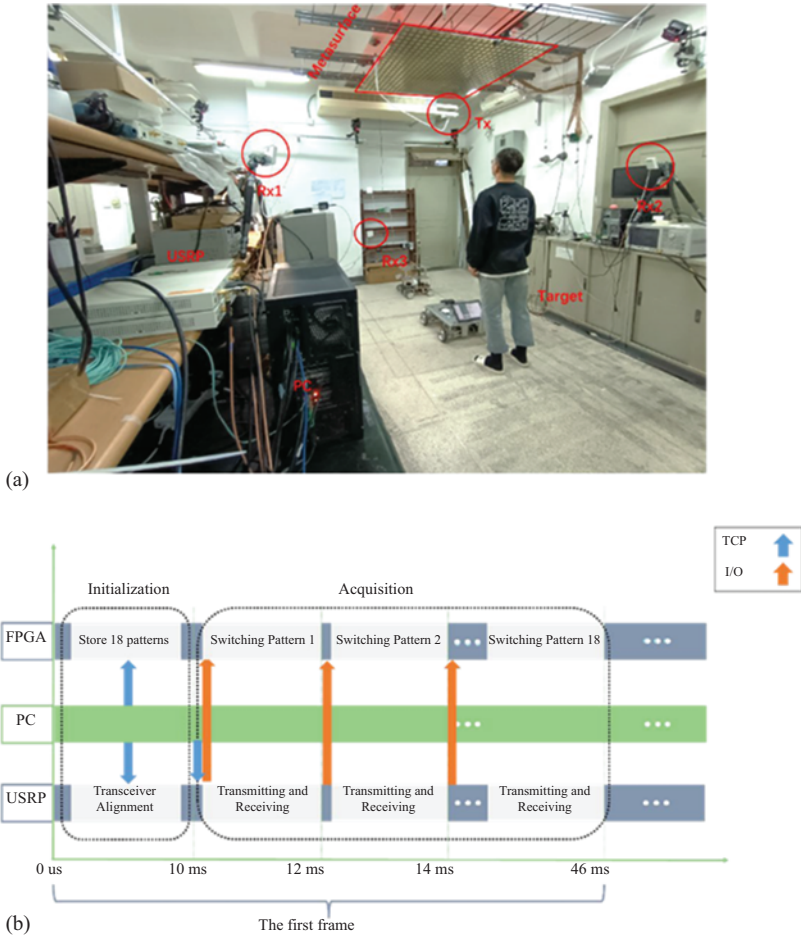 Metasurface
Tx
Rx1
Rx2
Rx3
USRP
Target
PC
(a)
TCP
I/O
Initialization
Acquisition
FPGA
Store 18 patterns
Switching Pattern 1
Switching Pattern 2
Switching Pattern 18
PC
USRP
Transceiver
Alignment
Transmitting and
Receiving
Transmitting and
Receiving
Transmitting and
Receiving
0 us
10 ms
12 ms
14 ms
46 ms
The first frame
(b)